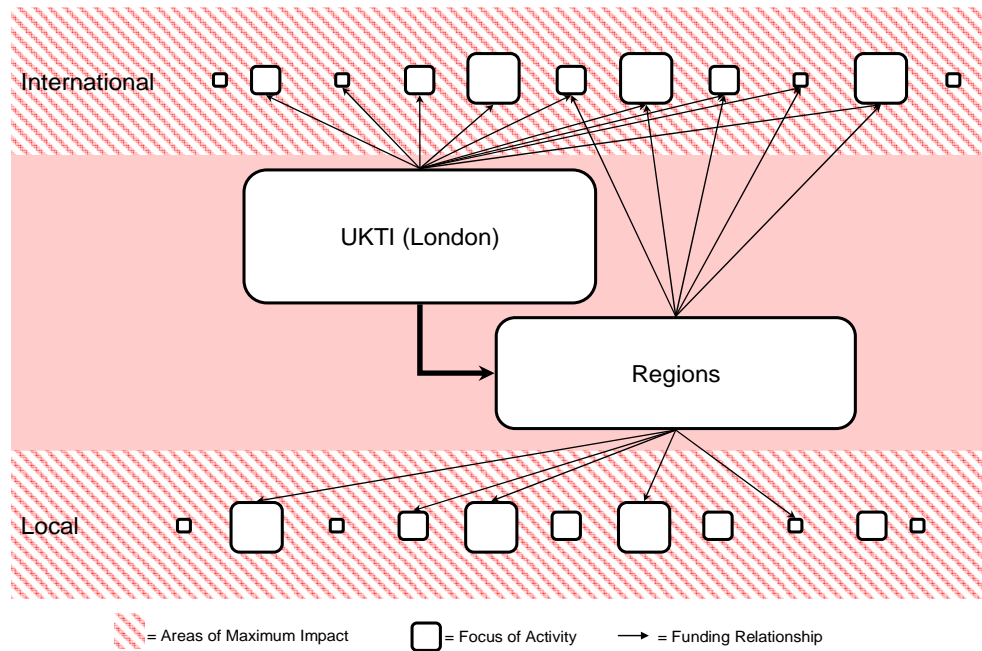 International
UKTI (London)
Regions
Local
= Areas of Maximum Impact
= Focus of Activity
= Funding Relationship